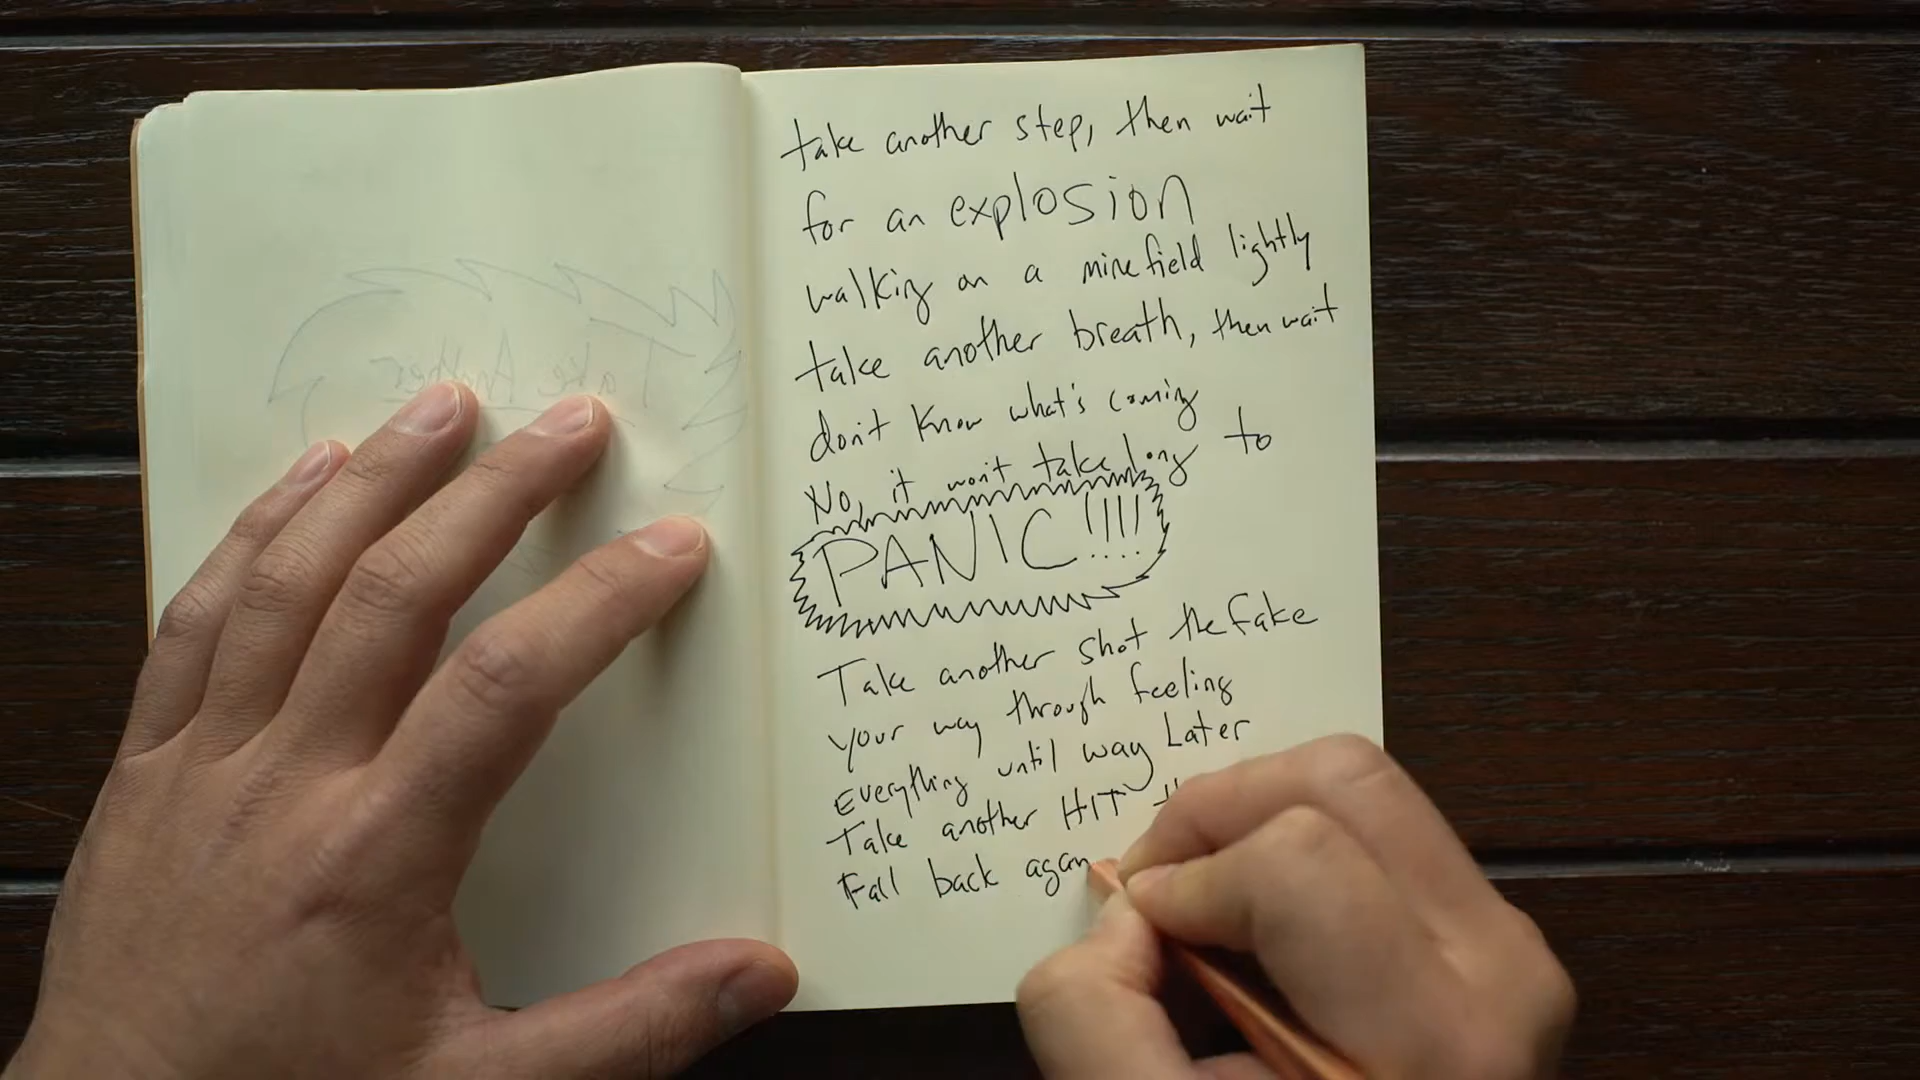 Take Another
take another step, then wait
for an explosion
walking on a minefield lightly
take another breath, then wait
don't know what's coming
No, it won't take long to
PANIC!!!!
Take another shot the fake
your way through feeling
Everything until way Later
Take another HIT
Fall back again